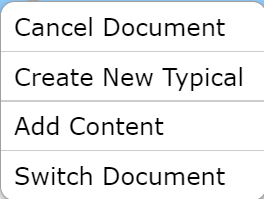 Cancel Document
Create New Typical
Add Content
Switch Document